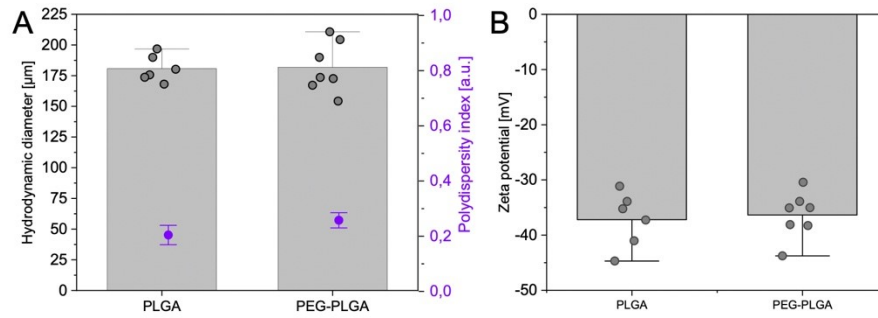 A
Hydrodynamic diameter [µm]
225
200
175
150
125
100
75
50
25
0
PLGA
PEG-PLGA
1,0
0,8
0,6
0,4
0,2
0,0
Polydispersity index [a.u.]
B
Zeta potential [mV]
0
-10
-20
-30
-40
-50
PLGA
PEG-PLGA